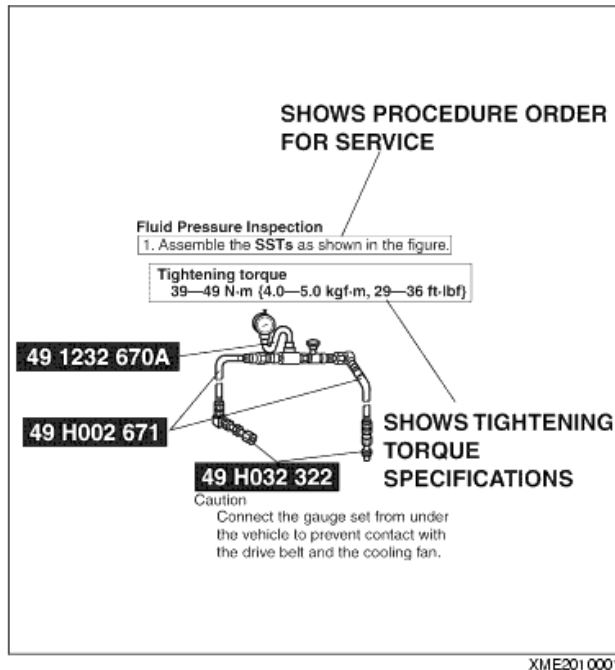 SHOWS PROCEDURE ORDER
FOR SERVICE
Fluid Pressure Inspection
1. Assemble the SSTs as shown in the figure.
Tightening torque
39—49 N·m {4.0—5.0 kgf·m, 29—36 ft·lbf}
49 1232 670A
49 H002 671
SHOWS TIGHTENING
TORQUE
SPECIFICATIONS
49 H032 322
Caution
Connect the gauge set from under
the vehicle to prevent contact with
the drive belt and the cooling fan.